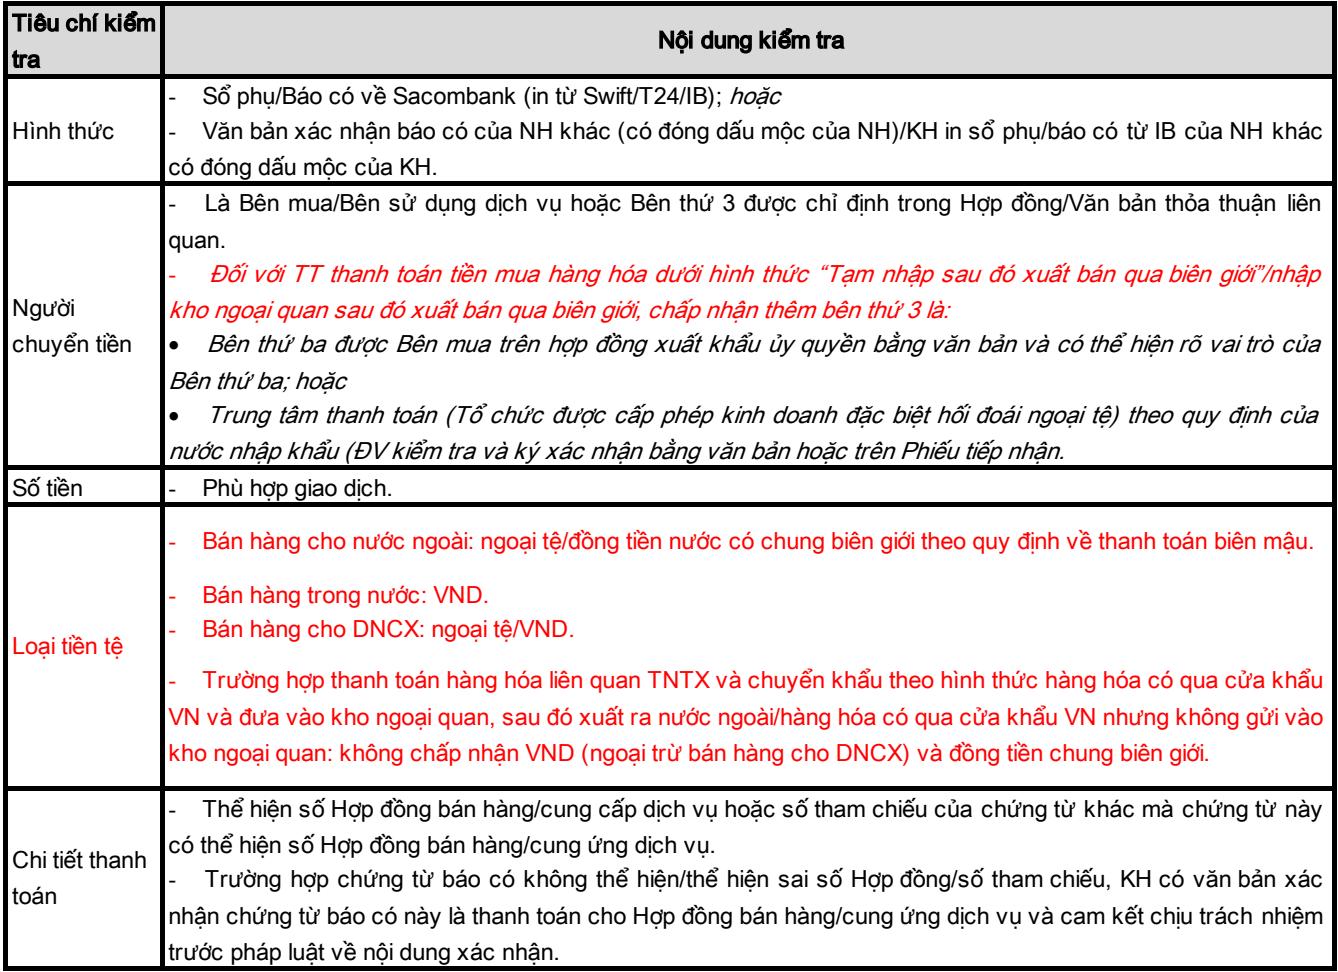 Tiêu chí kiểm
tra
Nội dung kiểm tra
Hình thức
- Sổ phụ/Báo có về Sacombank (in từ Swift/T24/IB); hoặc
- Văn bản xác nhận báo có của NH khác (có đóng dấu mộc của NH)/KH in sổ phụ/báo có từ IB của NH khác
có đóng dấu mộc của KH.
Người
chuyển tiền
- Là Bên mua/Bên sử dụng dịch vụ hoặc Bên thứ 3 được chỉ định trong Hợp đồng/Văn bản thỏa thuận liên
quan.
- Đối với TT thanh toán tiền mua hàng hóa dưới hình thức “Tạm nhập sau đó xuất bán qua biên giới”/nhập
kho ngoại quan sau đó xuất bán qua biên giới, chấp nhận thêm bên thứ 3 là:
• Bên thứ ba được Bên mua trên hợp đồng xuất khẩu ủy quyền bằng văn bản và có thể hiện rõ vai trò của
Bên thứ ba; hoặc
• Trung tâm thanh toán (Tổ chức được cấp phép kinh doanh đặc biệt hối đoái ngoại tệ) theo quy định của
nước nhập khẩu (ĐV kiểm tra và ký xác nhận bằng văn bản hoặc trên Phiếu tiếp nhận.
Số tiền
- Phù hợp giao dịch.
Loại tiền tệ
- Bán hàng cho nước ngoài: ngoại tệ/đồng tiền nước có chung biên giới theo quy định về thanh toán biên mậu.
- Bán hàng trong nước: VND.
- Bán hàng cho DNCX: ngoại tệ/VND.
- Trường hợp thanh toán hàng hóa liên quan TNTX và chuyển khẩu theo hình thức hàng hóa có qua cửa khẩu
VN và đưa vào kho ngoại quan, sau đó xuất ra nước ngoài/hàng hóa có qua cửa khẩu VN nhưng không gửi vào
kho ngoại quan: không chấp nhận VND (ngoại trừ bán hàng cho DNCX) và đồng tiền chung biên giới.
Chi tiết thanh
toán
- Thể hiện số Hợp đồng bán hàng/cung cấp dịch vụ hoặc số tham chiếu của chứng từ khác mà chứng từ này
có thể hiện số Hợp đồng bán hàng/cung ứng dịch vụ.
- Trường hợp chứng từ báo có không thể hiện/thể hiện sai số Hợp đồng/số tham chiếu, KH có văn bản xác
nhận chứng từ báo có này là thanh toán cho Hợp đồng bán hàng/cung ứng dịch vụ và cam kết chịu trách nhiệm
trước pháp luật về nội dung xác nhận.